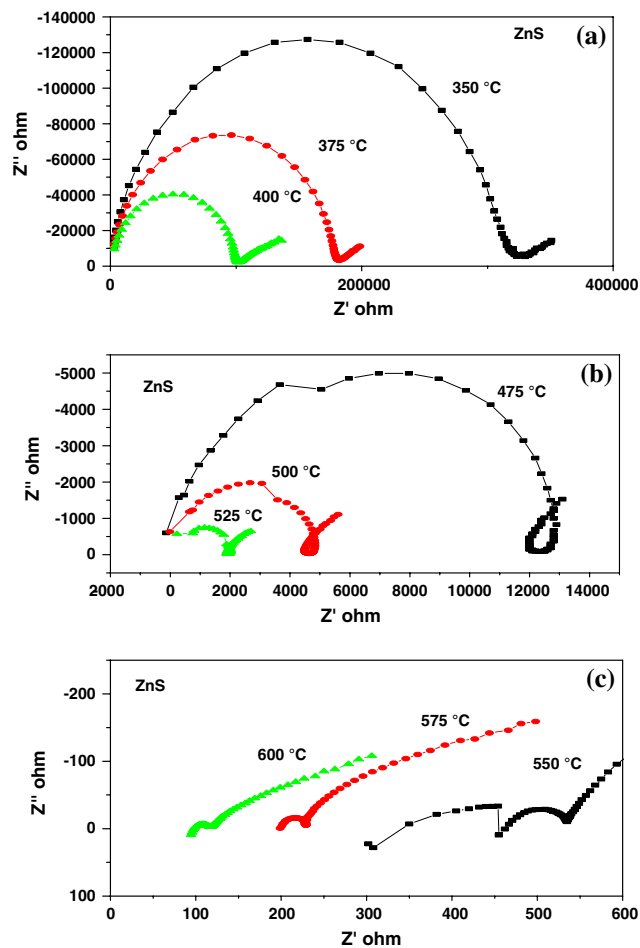 -140000
ZnS
(a)
-120000
350 °C
-100000
-80000
375 °C
Z'' ohm
-60000
400 °C
-40000
-20000
0
0
200000
400000
Z' ohm
-5000
ZnS
(b)
475 °C
-4000
-3000
Z'' ohm
500 °C
-2000
525 °C
-1000
0
2000
0
2000
4000
6000
8000
10000
12000
14000
Z' ohm
ZnS
(c)
-200
575 °C
600 °C
550 °C
-100
Z'' ohm
0
100
0
100
200
300
400
500
600
Z' ohm